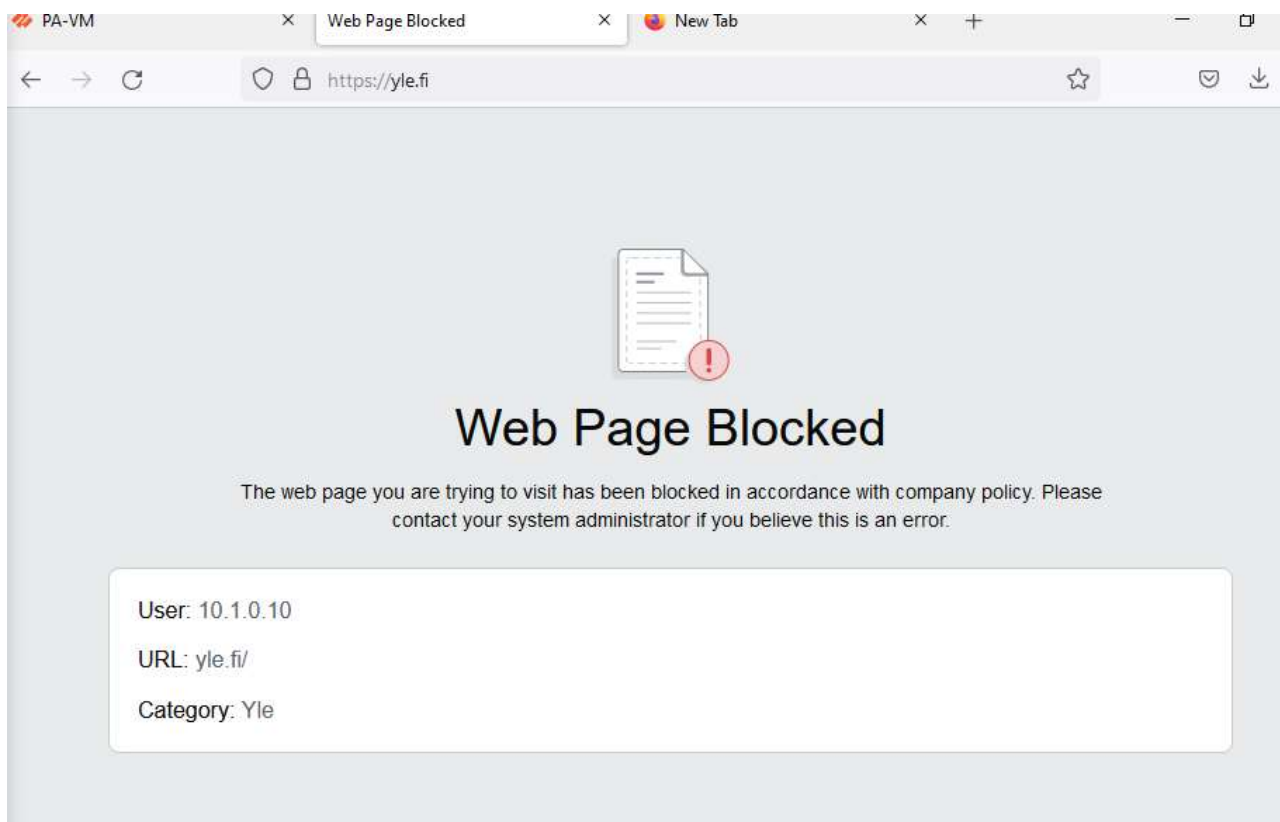 PA-VM
Web Page Blocked
New Tab
https://yle.fi
Web Page Blocked
The web page you are trying to visit has been blocked in accordance with company policy. Please
contact your system administrator if you believe this is an error.
User: 10.1.0.10
URL: yle.fi/
Category: Yle